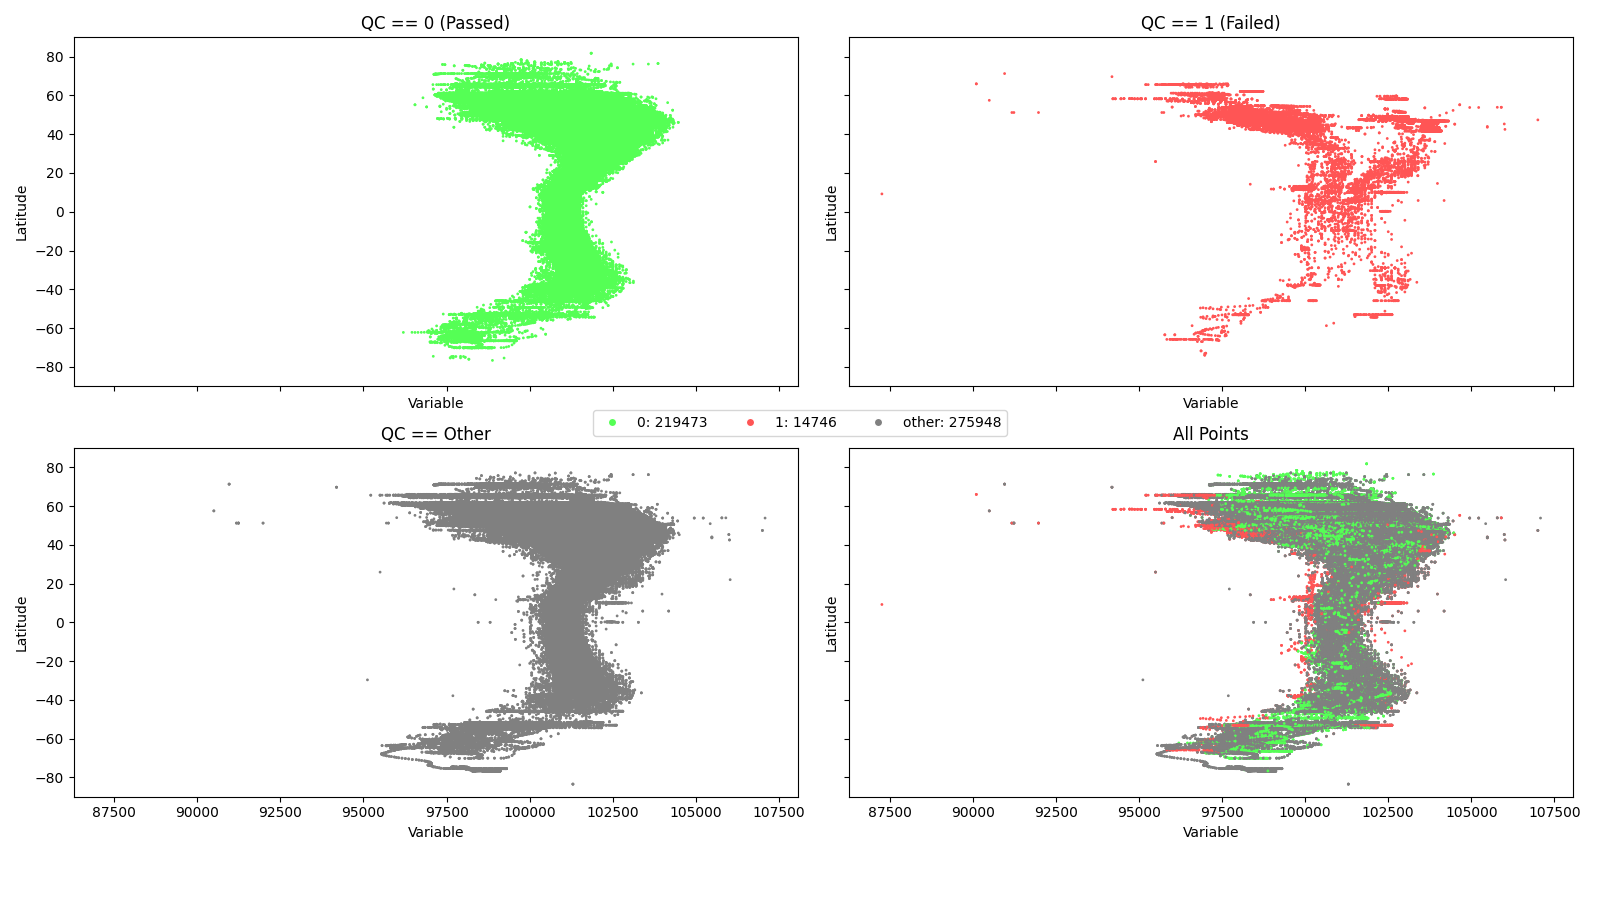 QC == 0 (Passed)
QC == 1 (Failed)
80
60
40
20
0
−20
−40
−60
−80
Latitude
Latitude
Variable
Variable
0: 219473 1: 14746 other: 275948
QC == Other
All Points
80
60
40
20
0
−20
−40
−60
−80
Latitude
Latitude
87500 90000 92500 95000 97500 100000 102500 105000 107500
87500 90000 92500 95000 97500 100000 102500 105000 107500
Variable
Variable